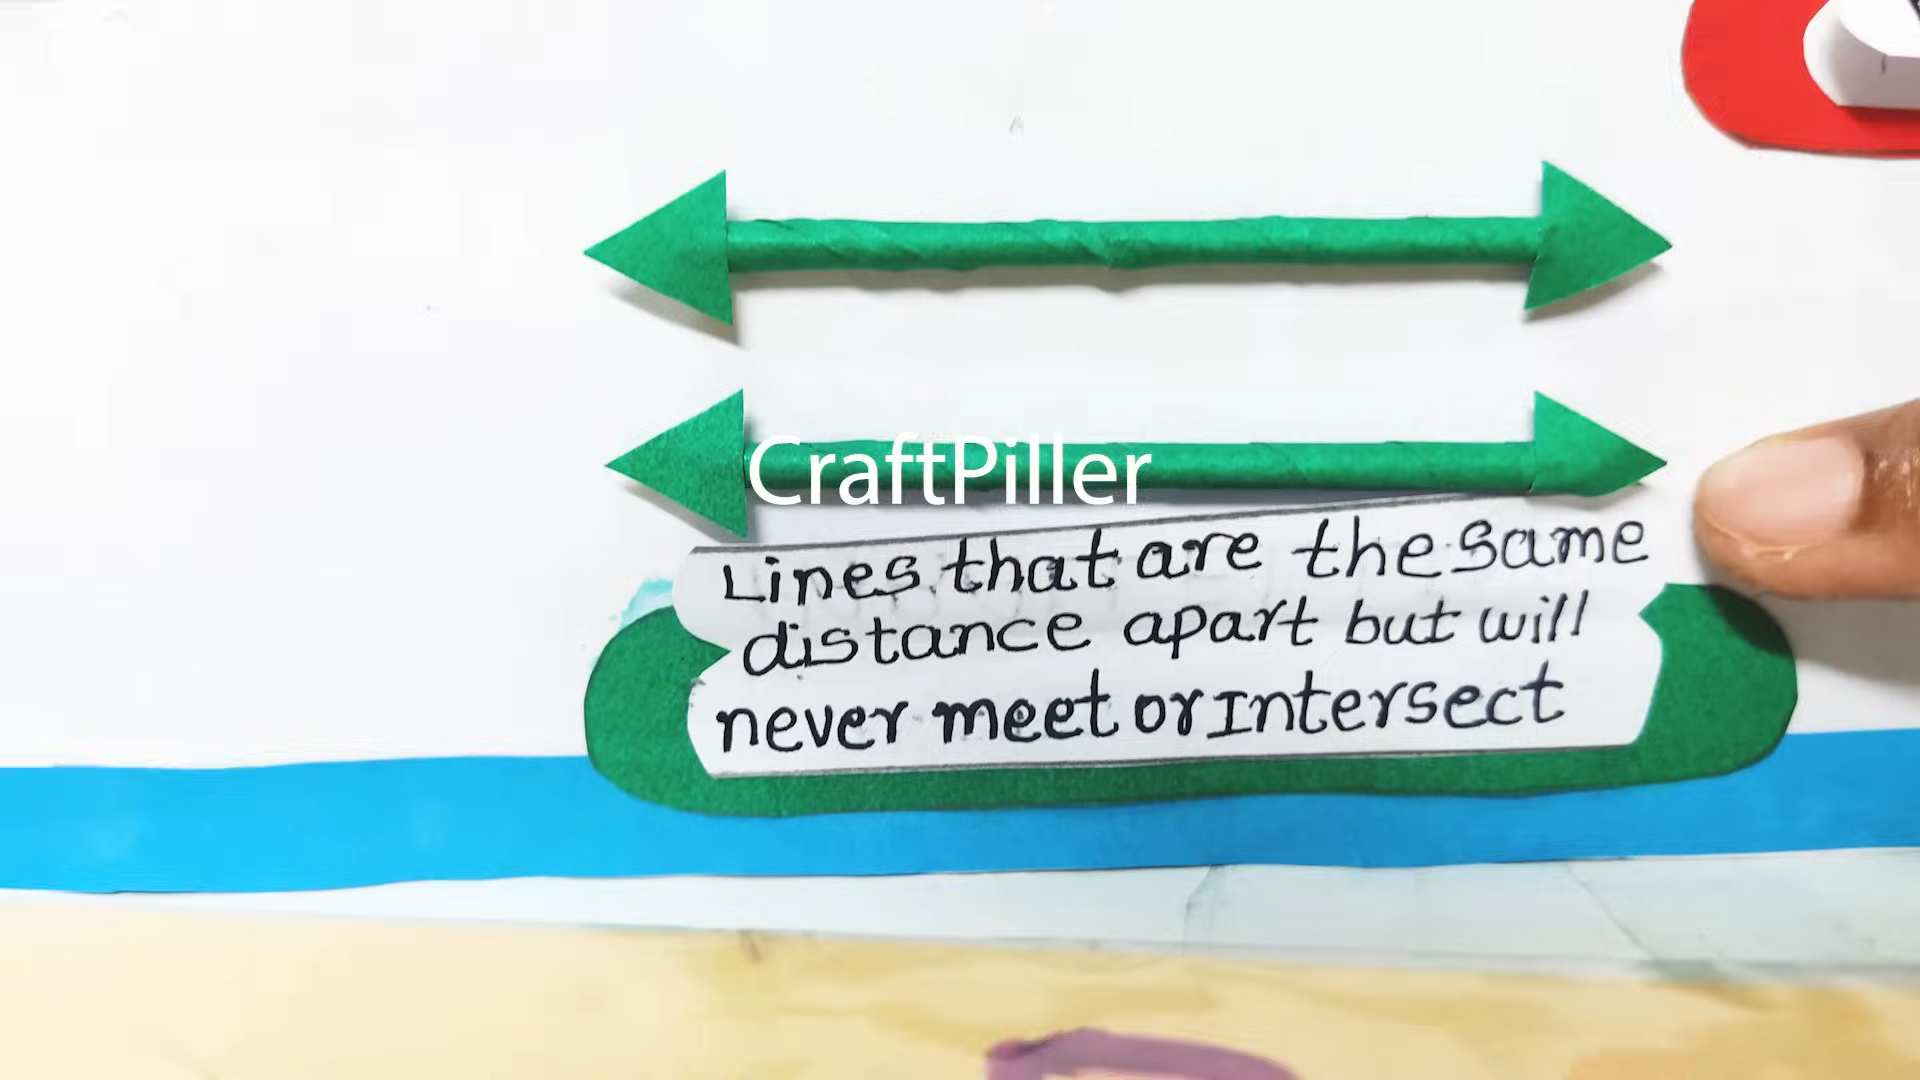 CraftPiller
Lines that are the same
distance apart but will
never meet or Intersect